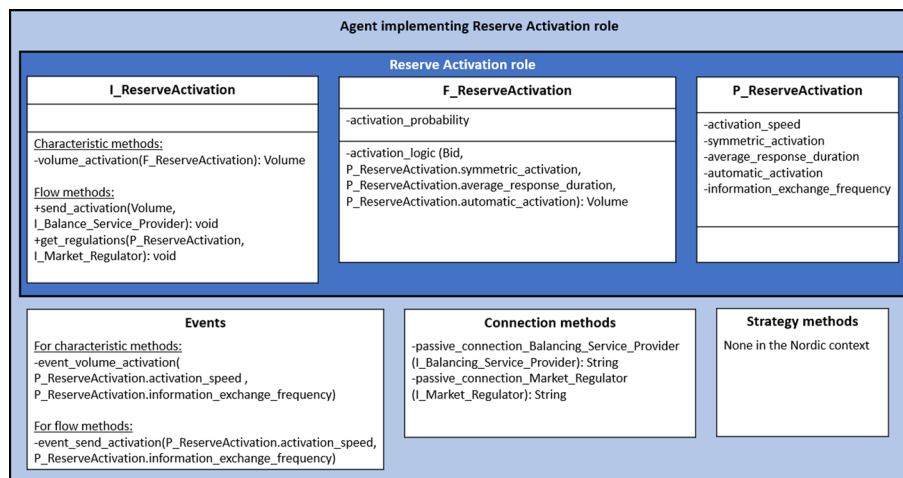 Agent implementing Reserve Activation role
Reserve Activation role
I_ReserveActivation
Characteristic methods:
-volume_activation(F_ReserveActivation): Volume
Flow methods:
+send_activation(Volume,
I_Balance_Service_Provider): void
+get_regulations(P_ReserveActivation,
I_Market_Regulator): void
F_ReserveActivation
-activation_probability
-activation_logic (Bid,
P_ReserveActivation.symmetric_activation,
P_ReserveActivation.average_response_duration,
P_ReserveActivation.automatic_activation): Volume
P_ReserveActivation
-activation_speed
-symmetric_activation
-average_response_duration
-automatic_activation
-information_exchange_frequency
Events
For characteristic methods:
-event_volume_activation(
P_ReserveActivation.activation_speed ,
P_ReserveActivation.information_exchange_frequency)
For flow methods:
-event_send_activation(P_ReserveActivation.activation_speed,
P_ReserveActivation.information_exchange_frequency)
Connection methods
-passive_connection_Balancing_Service_Provider
(I_Balancing_Service_Provider): String
-passive_connection_Market_Regulator
(I_Market_Regulator): String
Strategy methods
None in the Nordic context